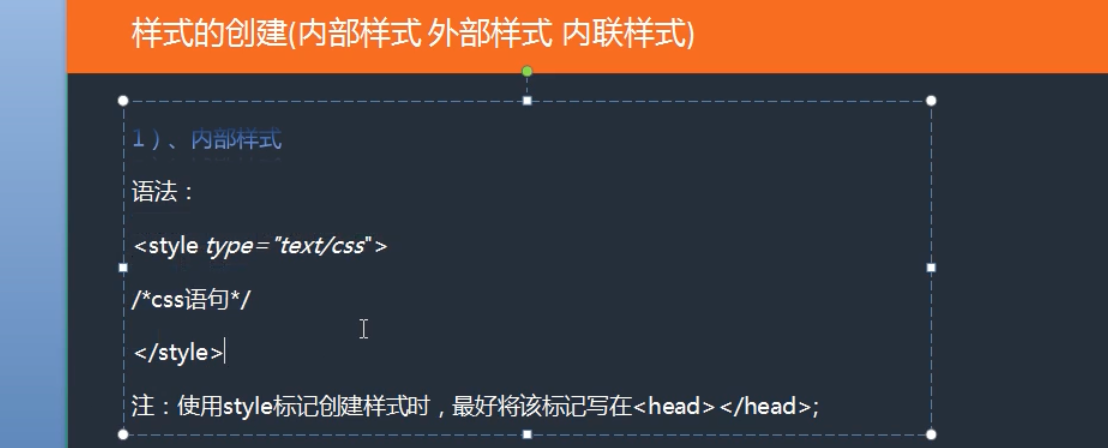 样式的创建(内部样式 外部样式 内联样式)
1）、内部样式
语法：
<style type="text/css">
/*css语句*/
</style>
注：使用style标记创建样式时，最好将该标记写在<head></head>;